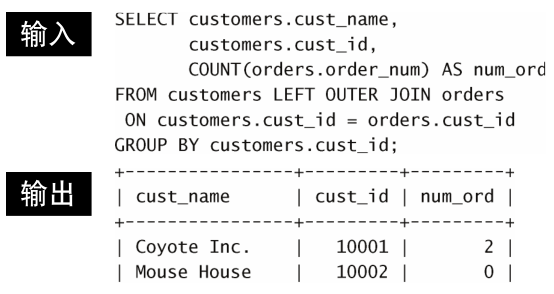 输入
SELECT customers.cust_name,
customers.cust_id,
COUNT(orders.order_num) AS num_ord
FROM customers LEFT OUTER JOIN orders
ON customers.cust_id = orders.cust_id
GROUP BY customers.cust_id;
输出
+----------------+---------+---------+
| cust_name | cust_id | num_ord |
+----------------+---------+---------+
| Coyote Inc. | 10001 | 2 |
| Mouse House | 10002 | 0 |